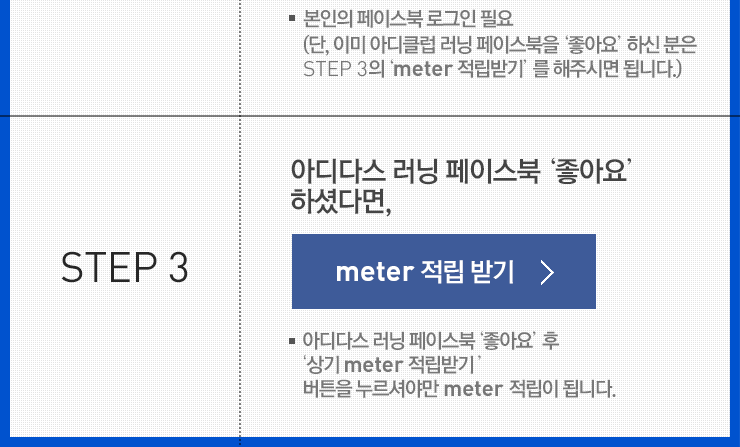 ▪ 본인의 페이스북 로그인 필요
(단, 이미 아디클럽 러닝 페이스북을 ‘좋아요’ 하신 분은
STEP 3의 ‘meter 적립받기’ 를 해주시면 됩니다.)
아디다스 러닝 페이스북 ‘좋아요’
하셨다면,
STEP 3
meter 적립 받기 >
▪ 아디다스 러닝 페이스북 ‘좋아요’ 후
‘상기 meter 적립받기’
버튼을 누르셔야만 meter 적립이 됩니다.